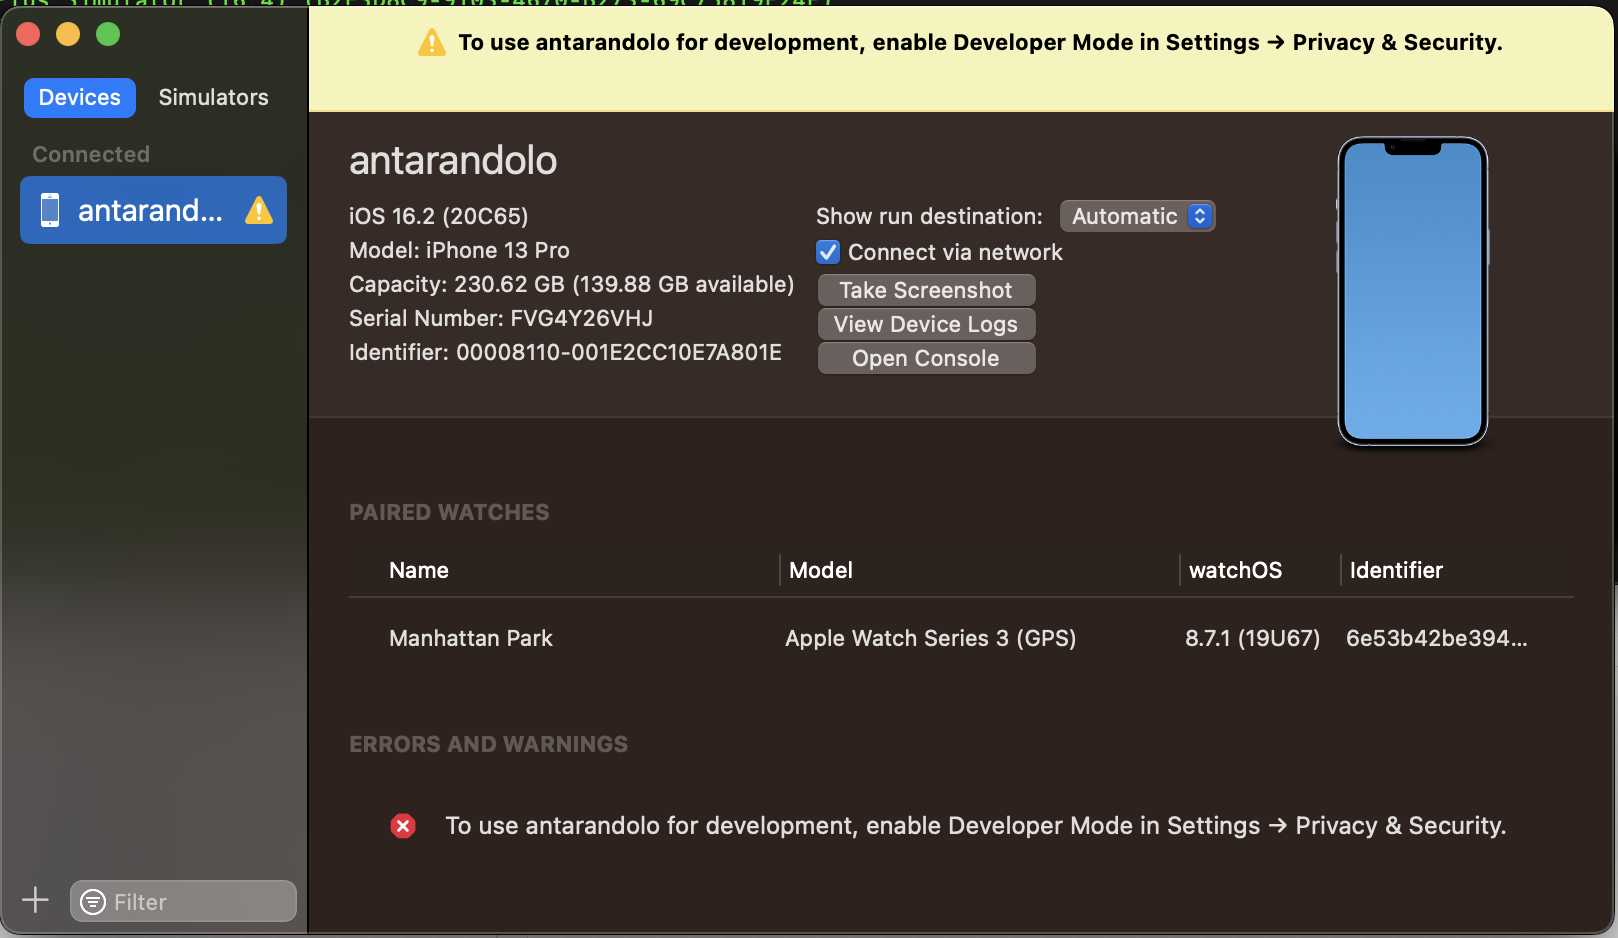 Devices
Simulators
Connected
antarand...
To use antarandolo for development, enable Developer Mode in Settings → Privacy & Security.
antarandolo
iOS 16.2 (20C65)
Model: iPhone 13 Pro
Capacity: 230.62 GB (139.88 GB available)
Serial Number: FVG4Y26VHJ
Identifier: 00008110-001E2CC10E7A801E
Show run destination: Automatic
Connect via network
Take Screenshot
View Device Logs
Open Console
PAIRED WATCHES
Name Model watchOS Identifier
Manhattan Park Apple Watch Series 3 (GPS) 8.7.1 (19U67) 6e53b42be394...
ERRORS AND WARNINGS
To use antarandolo for development, enable Developer Mode in Settings → Privacy & Security.
Filter